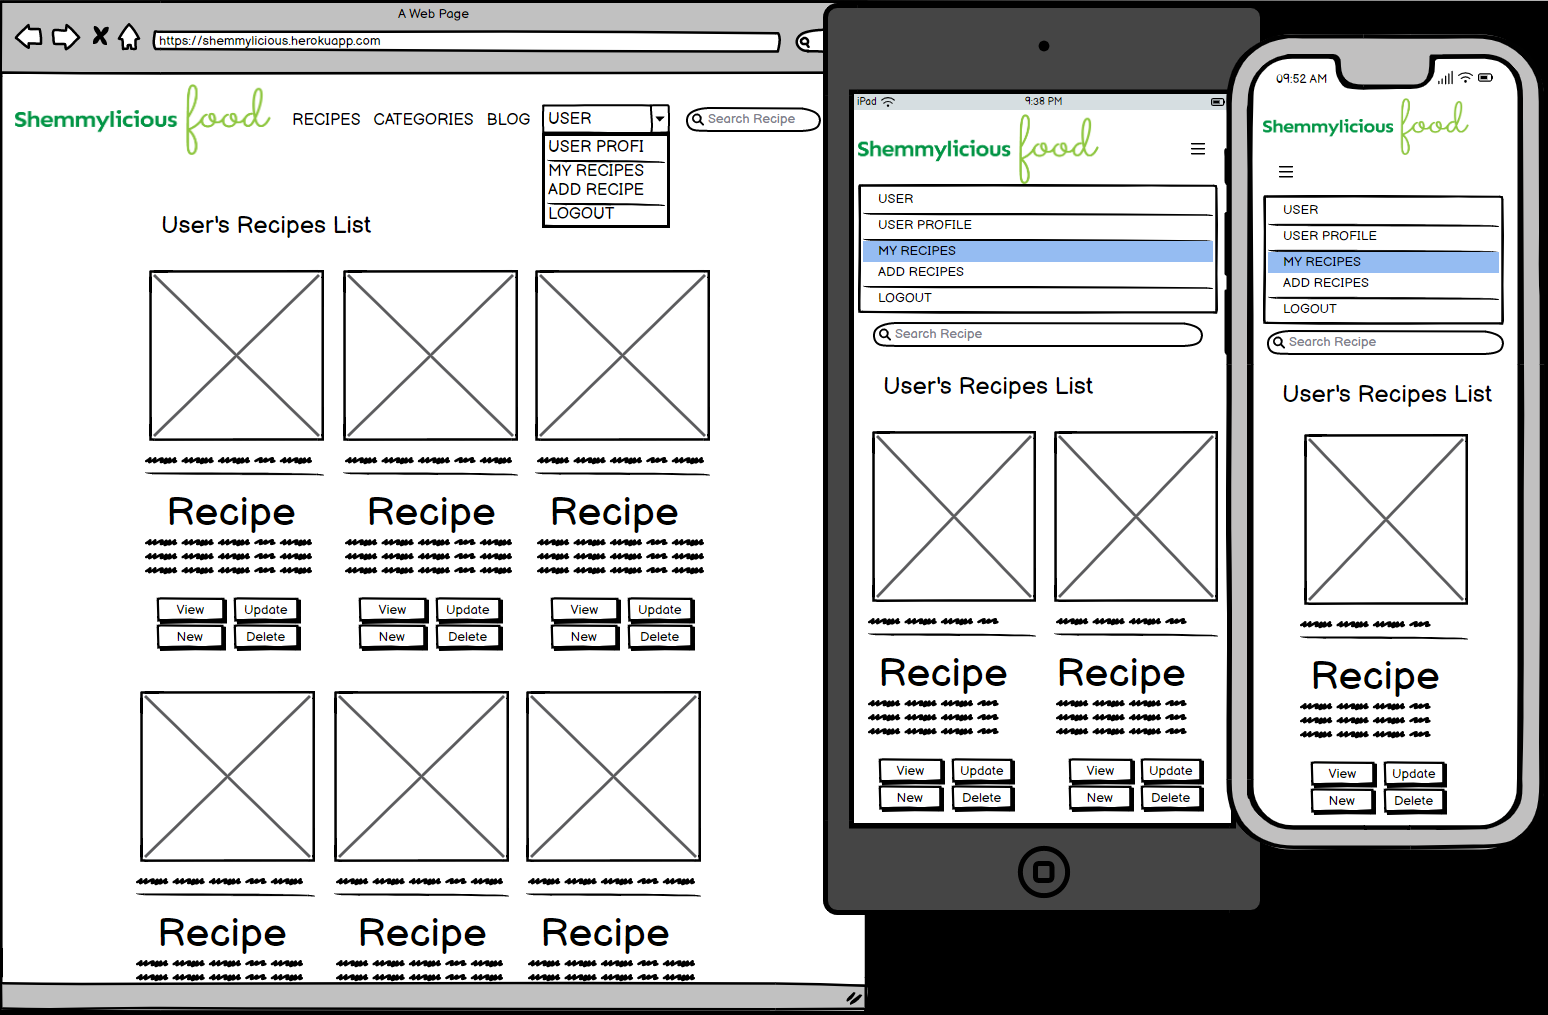 A Web Page
https://shemmylicious.herokuapp.com
Shemmylicious food
RECIPES CATEGORIES BLOG USER Search Recipe
USER PROFI
MY RECIPES
ADD RECIPE
LOGOUT
User's Recipes List
Recipe Recipe Recipe
View Update View Update View Update
New Delete New Delete New Delete
Recipe Recipe Recipe
iPad 9:38 PM
Shemmylicious food
USER
USER PROFILE
MY RECIPES
ADD RECIPES
LOGOUT
Search Recipe
User's Recipes List
Recipe Recipe
View Update View Update
New Delete New Delete
09:52 AM
Shemmylicious food
USER
USER PROFILE
MY RECIPES
ADD RECIPES
LOGOUT
Search Recipe
User's Recipes List
Recipe
View Update
New Delete